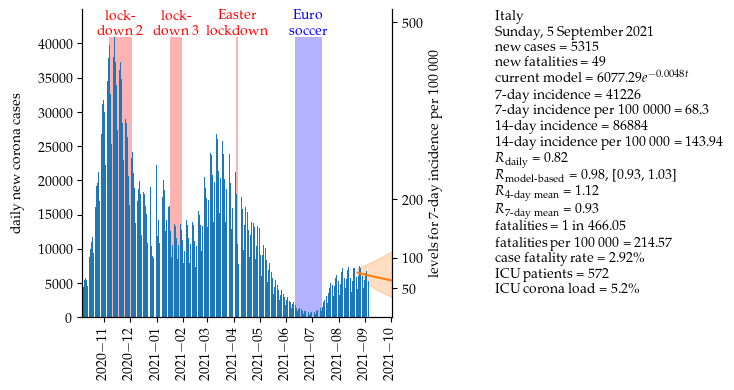 lock-
down 2
lock-
down 3
Easter
lockdown
Euro
soccer
daily new corona cases
40000
35000
30000
25000
20000
15000
10000
5000
0
2020−11
2020−12
2021−01
2021−02
2021−03
2021−04
2021−05
2021−06
2021−07
2021−08
2021−09
2021−10
500
200
100
50
levels for 7-day incidence per 100 000
Italy
Sunday, 5 September 2021
new cases = 5315
new fatalities = 49
current model = 6077.29e^{−0.0048t}
7-day incidence = 41226
7-day incidence per 100 0000 = 68.3
14-day incidence = 86884
14-day incidence per 100 000 = 143.94
R_daily = 0.82
R_model-based = 0.98, [0.93, 1.03]
R_4-day mean = 1.12
R_7-day mean = 0.93
fatalities = 1 in 466.05
fatalities per 100 000 = 214.57
case fatality rate = 2.92%
ICU patients = 572
ICU corona load = 5.2%